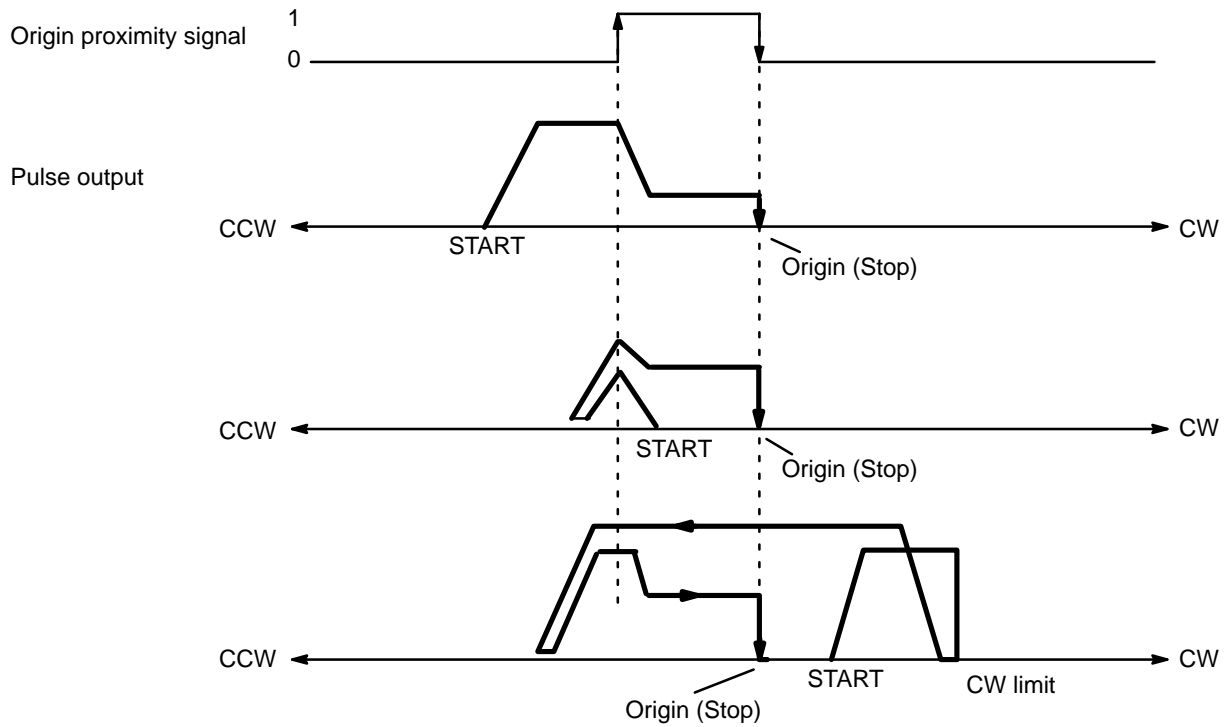 1
Origin proximity signal
0
Pulse output
CCW
CW
START
Origin (Stop)
CCW
CW
START
Origin (Stop)
CCW
CW
START
CW limit
Origin (Stop)